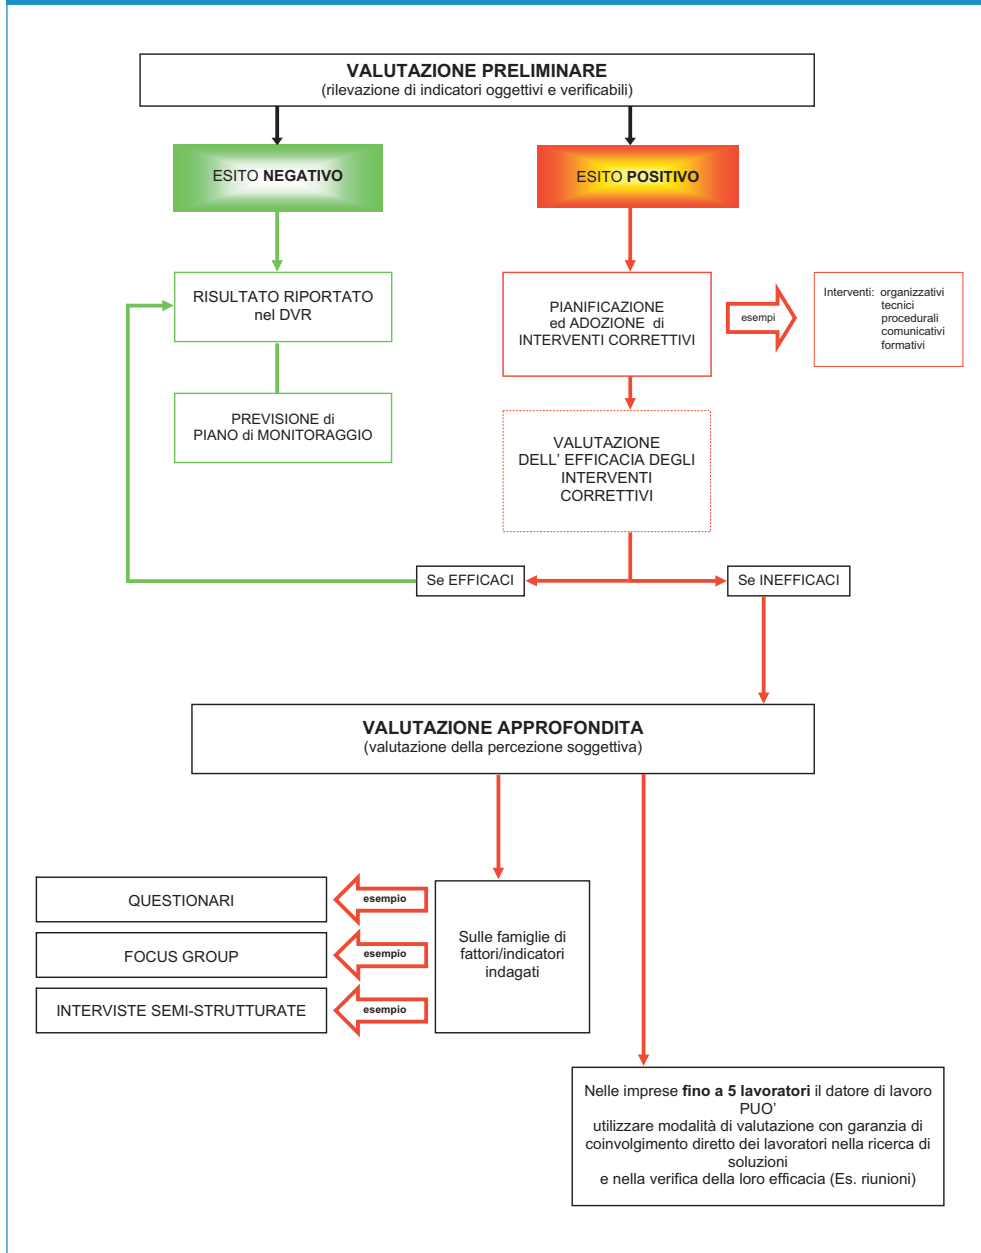 VALUTAZIONE PRELIMINARE
(rilevazione di indicatori oggettivi e verificabili)
ESITO NEGATIVO
ESITO POSITIVO
RISULTATO RIPORTATO
nel DVR
PIANIFICAZIONE
ed ADOZIONE di
INTERVENTI CORRETTIVI
esempi
Interventi: organizzativi
tecnici
procedurali
comunicativi
formativi
PREVISIONE di
PIANO di MONITORAGGIO
VALUTAZIONE
DELL' EFFICACIA DEGLI
INTERVENTI
CORRETTIVI
Se EFFICACI
Se INEFFICACI
VALUTAZIONE APPROFONDITA
(valutazione della percezione soggettiva)
QUESTIONARI
esempio
FOCUS GROUP
esempio
INTERVISTE SEMI-STRUTTURATE
esempio
Sulle famiglie di
fattori/indicatori
indagati
Nelle imprese fino a 5 lavoratori il datore di lavoro
PUO'
utilizzare modalità di valutazione con garanzia di
coinvolgimento diretto dei lavoratori nella ricerca di
soluzioni
e nella verifica della loro efficacia (Es. riunioni)